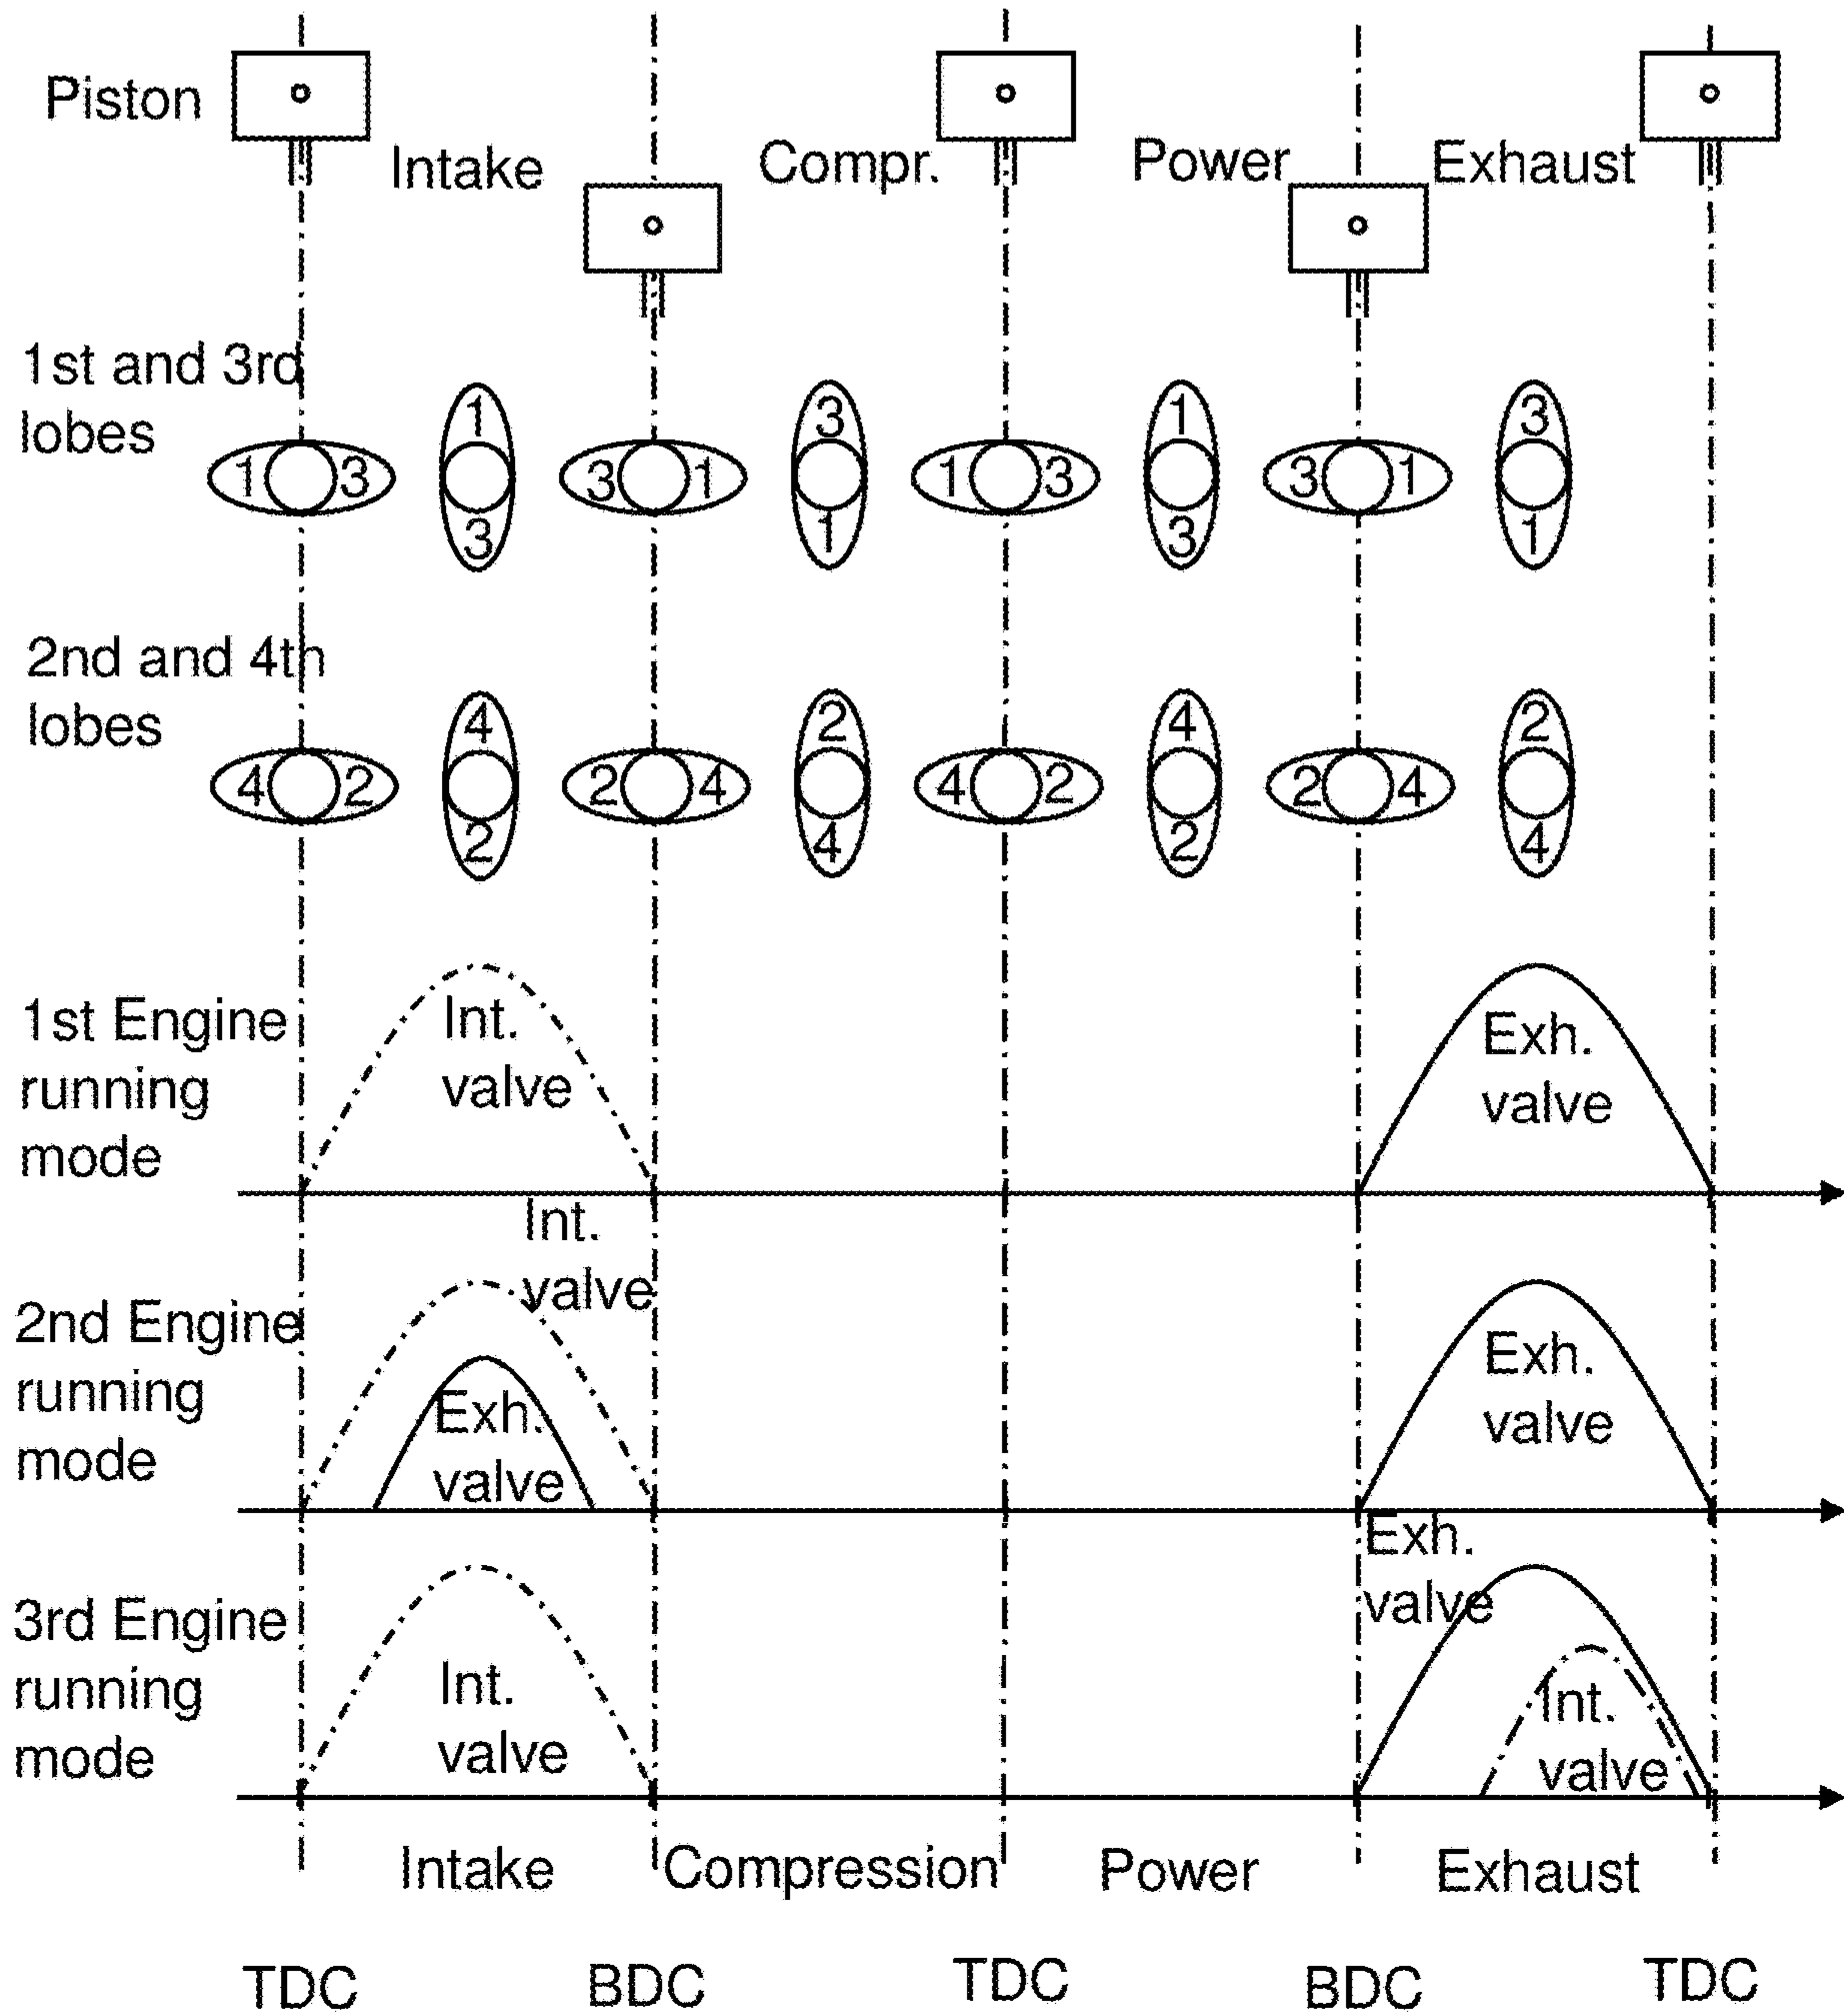 Piston
Intake
Compr.
Power
Exhaust
1st and 3rd
lobes
1 3
1
3
3 1
3
1
1 3
1
3
3 1
3
1
2nd and 4th
lobes
4 2
4
2
2 4
2
4
4 2
4
2
2 4
2
4
1st Engine
running
mode
Int.
valve
Exh.
valve
2nd Engine
running
mode
Int.
valve
Exh.
valve
Exh.
valve
3rd Engine
running
mode
Int.
valve
Exh.
valve
Int.
valve
Intake
Compression
Power
Exhaust
TDC
BDC
TDC
BDC
TDC